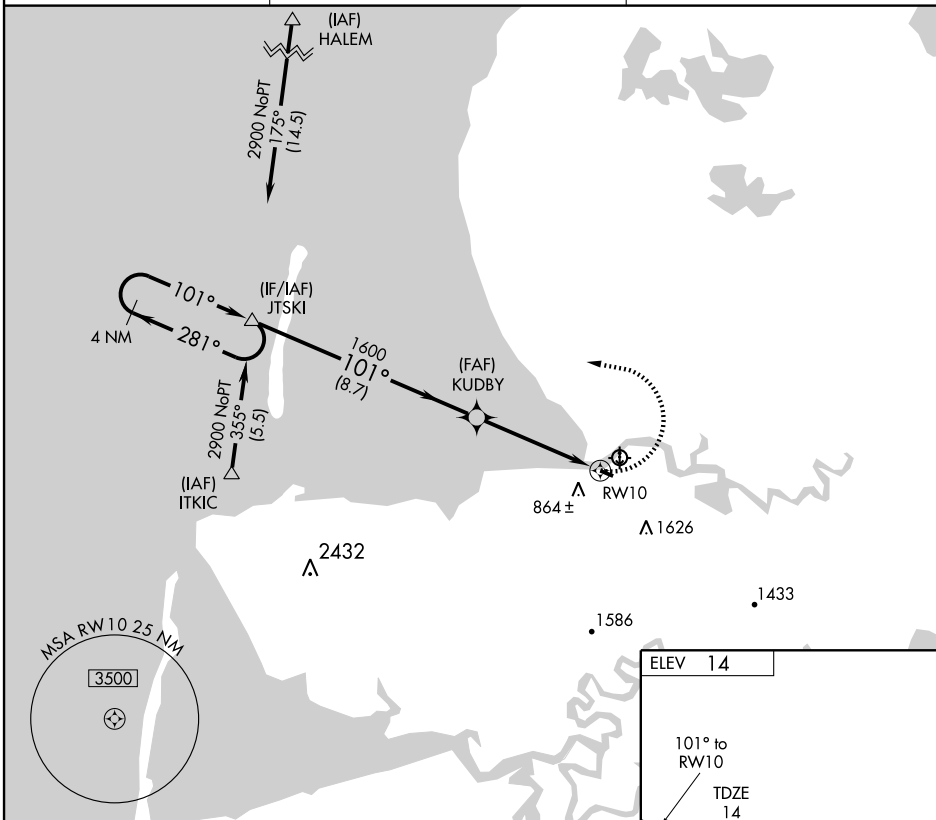 (IAF)
HALEM
2900 NoPT
175°
(14.5)
101°
(IF/IAF)
JTSKI
4 NM
281°
1600
101°
(8.7)
(FAF)
KUDBY
2900 NoPT
355°
(5.5)
(IAF)
ITKIC
RW10
864 ±
1626
2432
1433
1586
MSA RW10 25 NM
3500
ELEV 14
101° to
RW10
TDZE
14